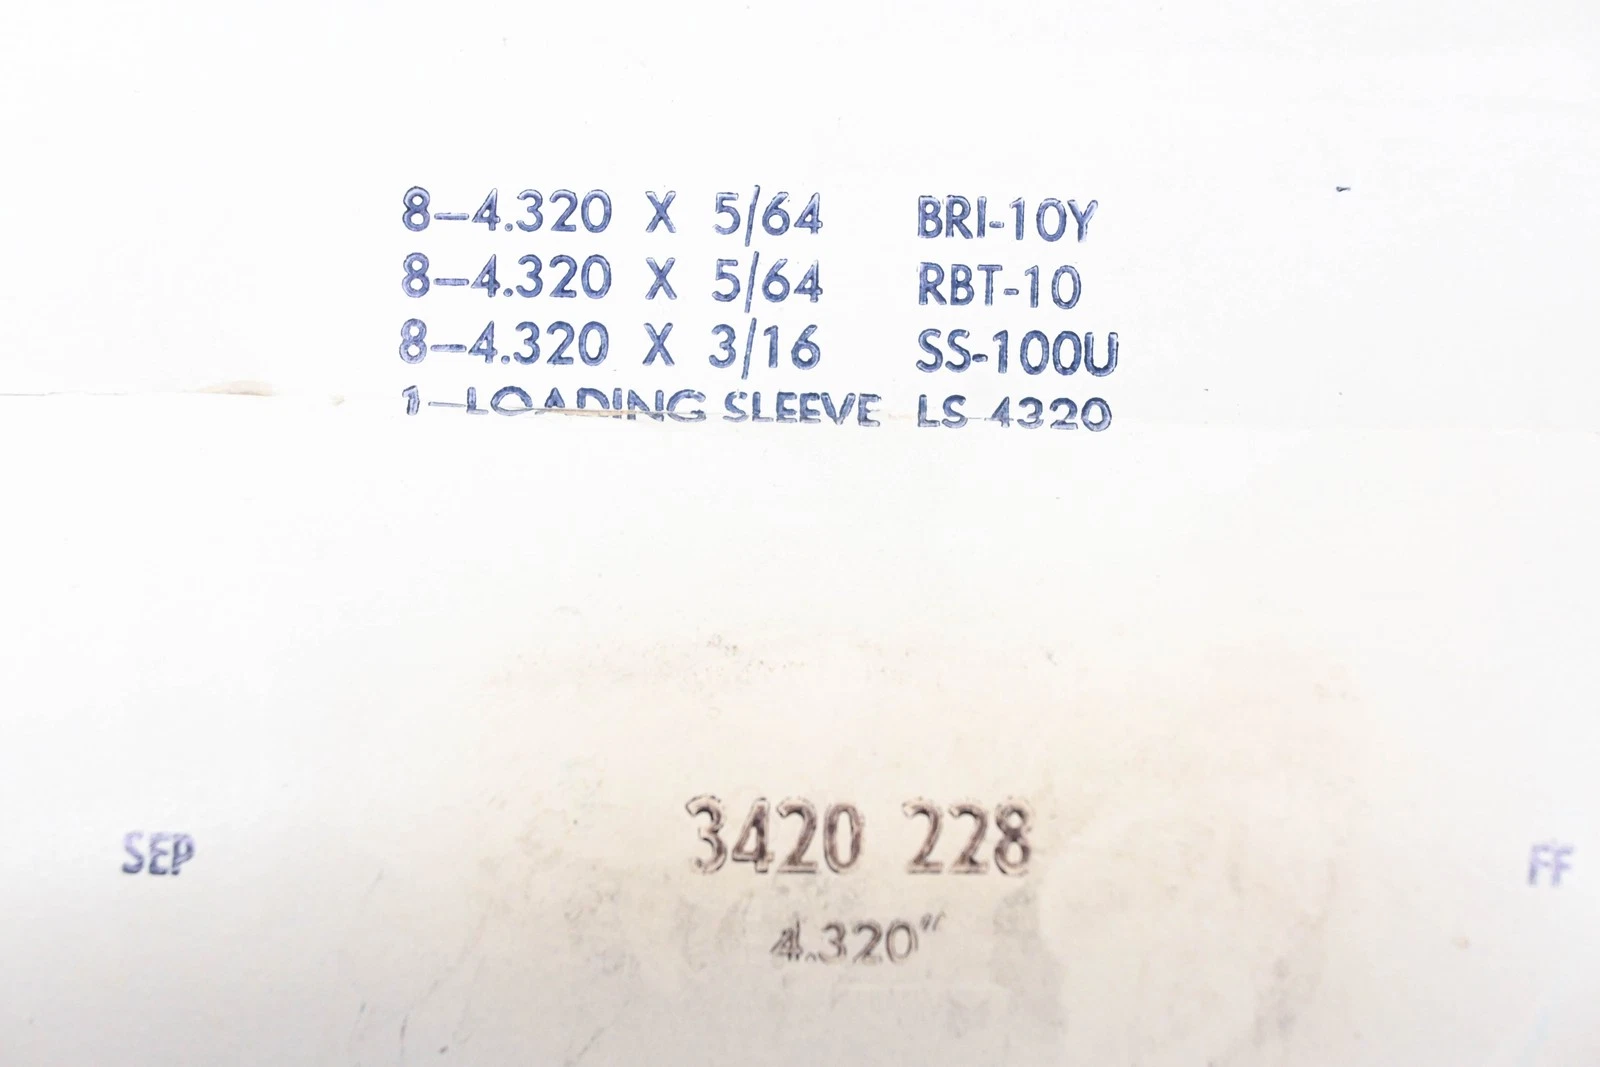 8-4.320 X 5/64 BRI-10Y
8-4.320 X 5/64 RBT-10
8-4.320 X 3/16 SS-100U
1-LOADING SLEEVE LS-4320
SEP 3420 228 FF
4.320"